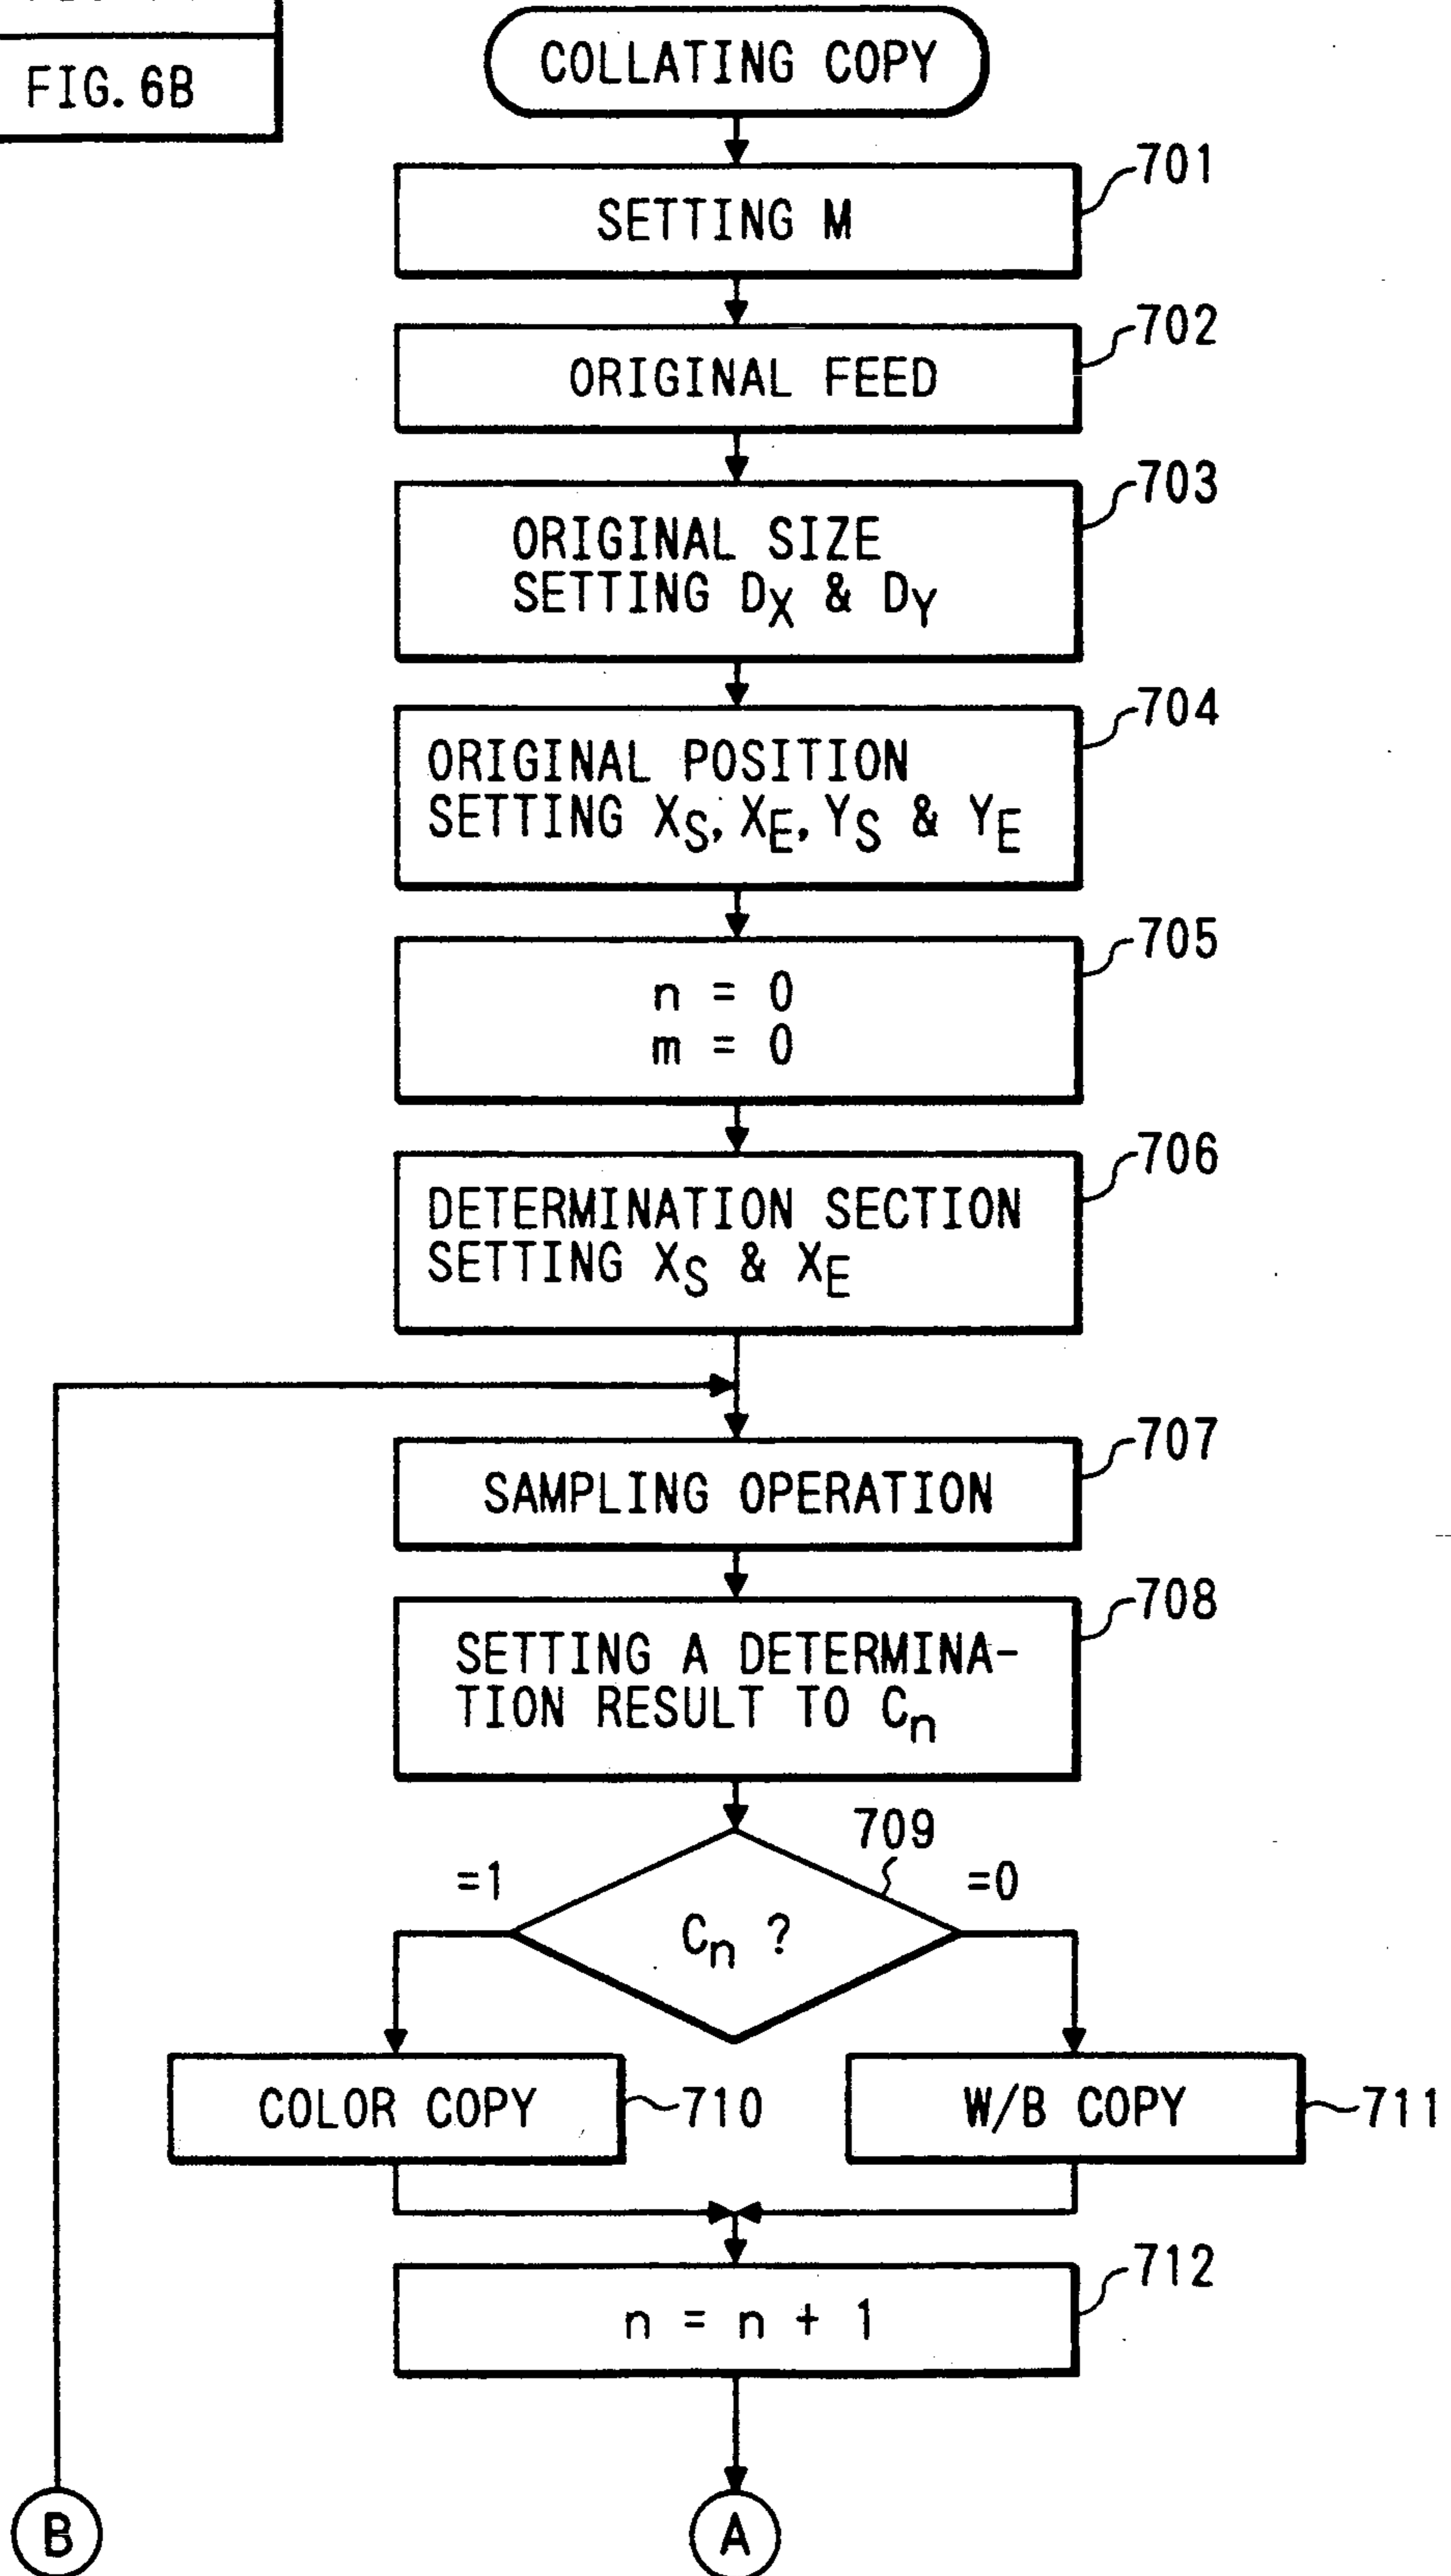 FIG. 6B
COLLATING COPY
701
SETTING M
702
ORIGINAL FEED
703
ORIGINAL SIZE
SETTING DX & DY
704
ORIGINAL POSITION
SETTING XS, XE, YS & YE
705
n = 0
m = 0
706
DETERMINATION SECTION
SETTING XS & XE
707
SAMPLING OPERATION
708
SETTING A DETERMINA-
TION RESULT TO Cn
709
=1
=0
Cn ?
COLOR COPY
710
W/B COPY
711
712
n = n + 1
B
A